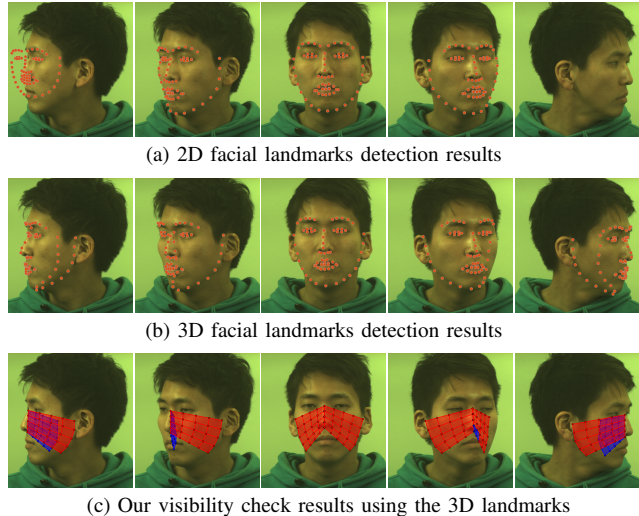 (a) 2D facial landmarks detection results
(b) 3D facial landmarks detection results
(c) Our visibility check results using the 3D landmarks